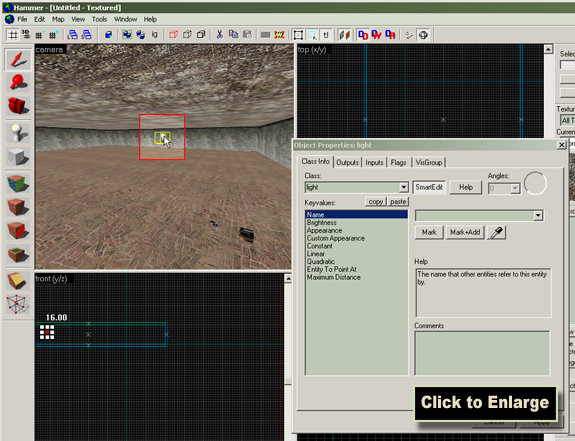 Hammer - [Untitled - Textured]
File Edit Map View Tools Window Help
camera
top (x/y)
Selec
Textur
All T
Object Properties: light
Class Info Outputs Inputs Flags VisGroup
Class:
light
SmartEdit
Help
Angles:
0
Keyvalues:
copy
paste
Name
Brightness
Appearance
Custom Appearance
Constant
Linear
Quadratic
Entity To Point At
Maximum Distance
Mark
Mark+Add
Help
The name that other entities refer to this entity
by.
Comments
front (y/z)
16.00
Click to Enlarge